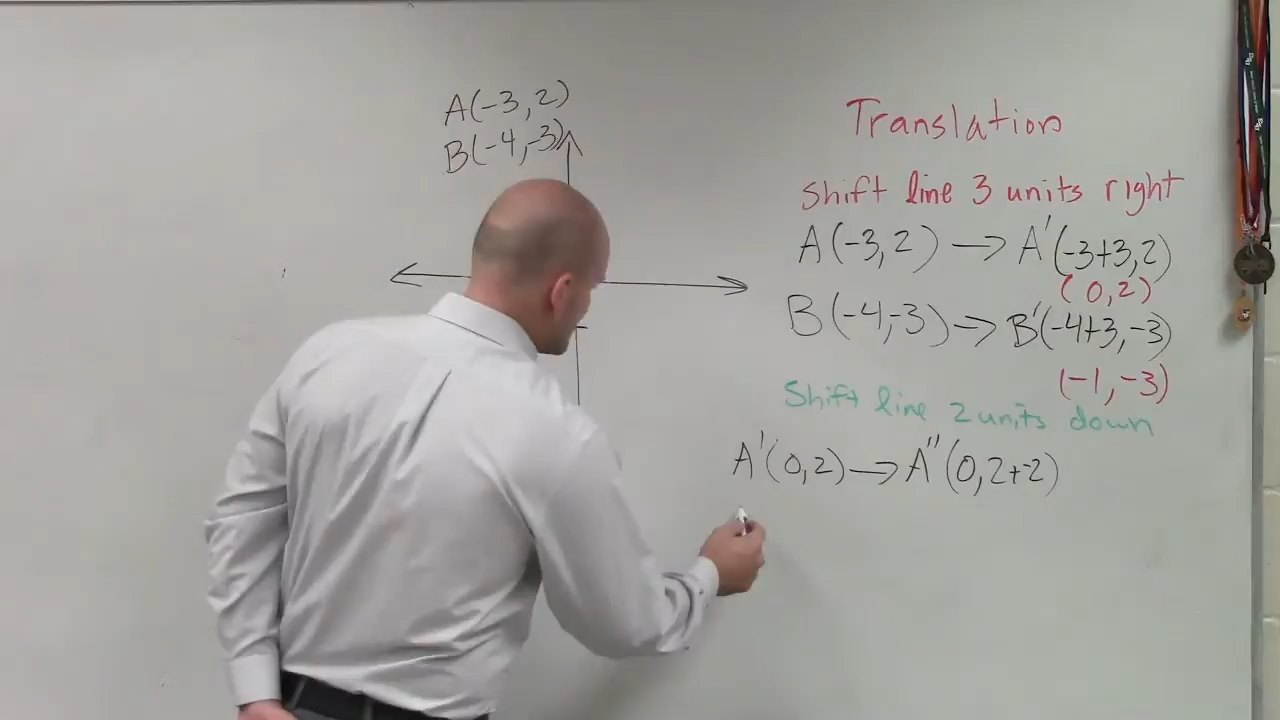 A(-3, 2)
B(-4,-3)
Translation
Shift line 3 units right
A(-3,2) → A'(-3+3,2)
(0,2)
B(-4,-3) → B'(-4+3,-3)
(-1,-3)
Shift line 2 units down
A'(0,2) → A''(0,2+-2)